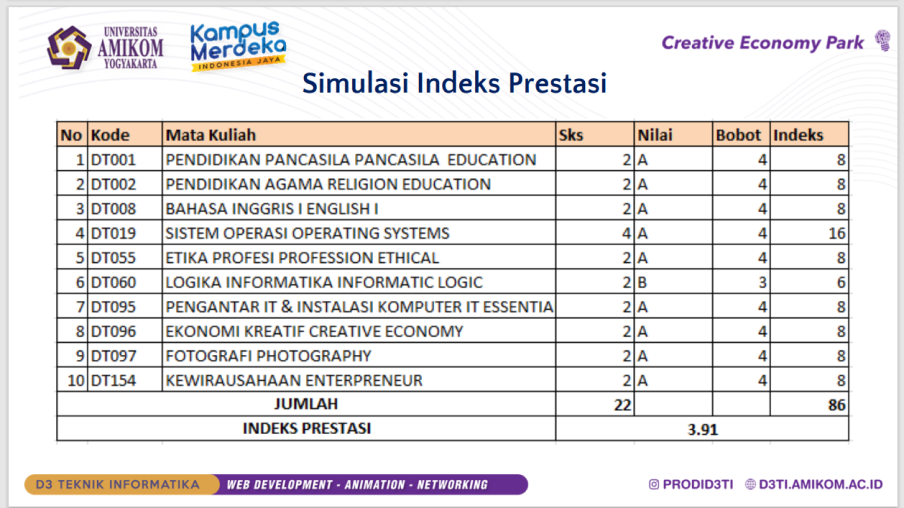 UNIVERSITAS
AMIKOM
YOGYAKARTA
Kampus
Merdeka
INDONESIA JAYA
Creative Economy Park
Simulasi Indeks Prestasi
No Kode Mata Kuliah Sks Nilai Bobot Indeks
1 DT001 PENDIDIKAN PANCASILA PANCASILA EDUCATION 2 A 4 8
2 DT002 PENDIDIKAN AGAMA RELIGION EDUCATION 2 A 4 8
3 DT008 BAHASA INGGRIS I ENGLISH I 2 A 4 8
4 DT019 SISTEM OPERASI OPERATING SYSTEMS 4 A 4 16
5 DT055 ETIKA PROFESI PROFESSION ETHICAL 2 A 4 8
6 DT060 LOGIKA INFORMATIKA INFORMATIC LOGIC 2 B 3 6
7 DT095 PENGANTAR IT & INSTALASI KOMPUTER IT ESSENTIA 2 A 4 8
8 DT096 EKONOMI KREATIF CREATIVE ECONOMY 2 A 4 8
9 DT097 FOTOGRAFI PHOTOGRAPHY 2 A 4 8
10 DT154 KEWIRAUSAHAAN ENTERPRENEUR 2 A 4 8
JUMLAH 22 86
INDEKS PRESTASI 3.91
D3 TEKNIK INFORMATIKA WEB DEVELOPMENT - ANIMATION - NETWORKING PRODID3TI D3TI.AMIKOM.AC.ID